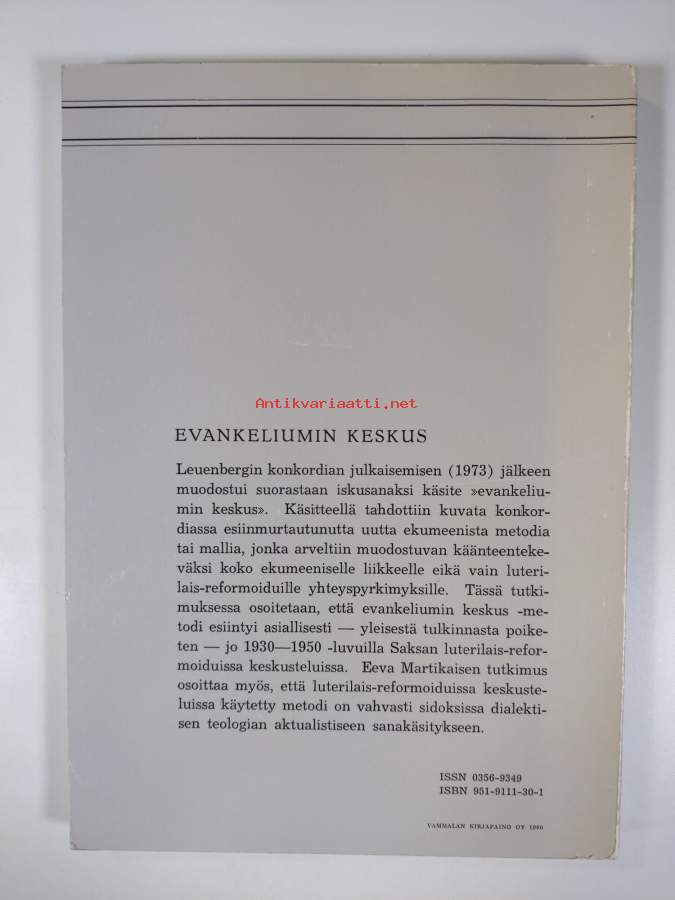 Antikvariaatti.net
EVANKELIUMIN KESKUS
Leuenbergin konkordian julkaisemisen (1973) jälkeen
muodostui suorastaan iskusanaksi käsite »evankeliu-
min keskus». Käsitteellä tahdottiin kuvata konkor-
diassa esiinmurtautunutta uutta ekumeenista metodia
tai mallia, jonka arveltiin muodostuvan käänteenteke-
väksi koko ekumeeniselle liikkeelle eikä vain luteri-
lais-reformoiduille yhteyspyrkimyksille. Tässä tutki-
muksessa osoitetaan, että evankeliumin keskus -me-
todi esiintyi asiallisesti — yleisestä tulkinnasta poike-
ten — jo 1930—1950 -luvuilla Saksan luterilais-refor-
moiduissa keskusteluissa. Eeva Martikaisen tutkimus
osoittaa myös, että luterilais-reformoiduissa keskuste-
luissa käytetty metodi on vahvasti sidoksissa dialekti-
sen teologian aktualistiseen sanakäsitykseen.
ISSN 0356-9349
ISBN 951-9111-30-1
VAMMALAN KIRJAPAINO OY 1980